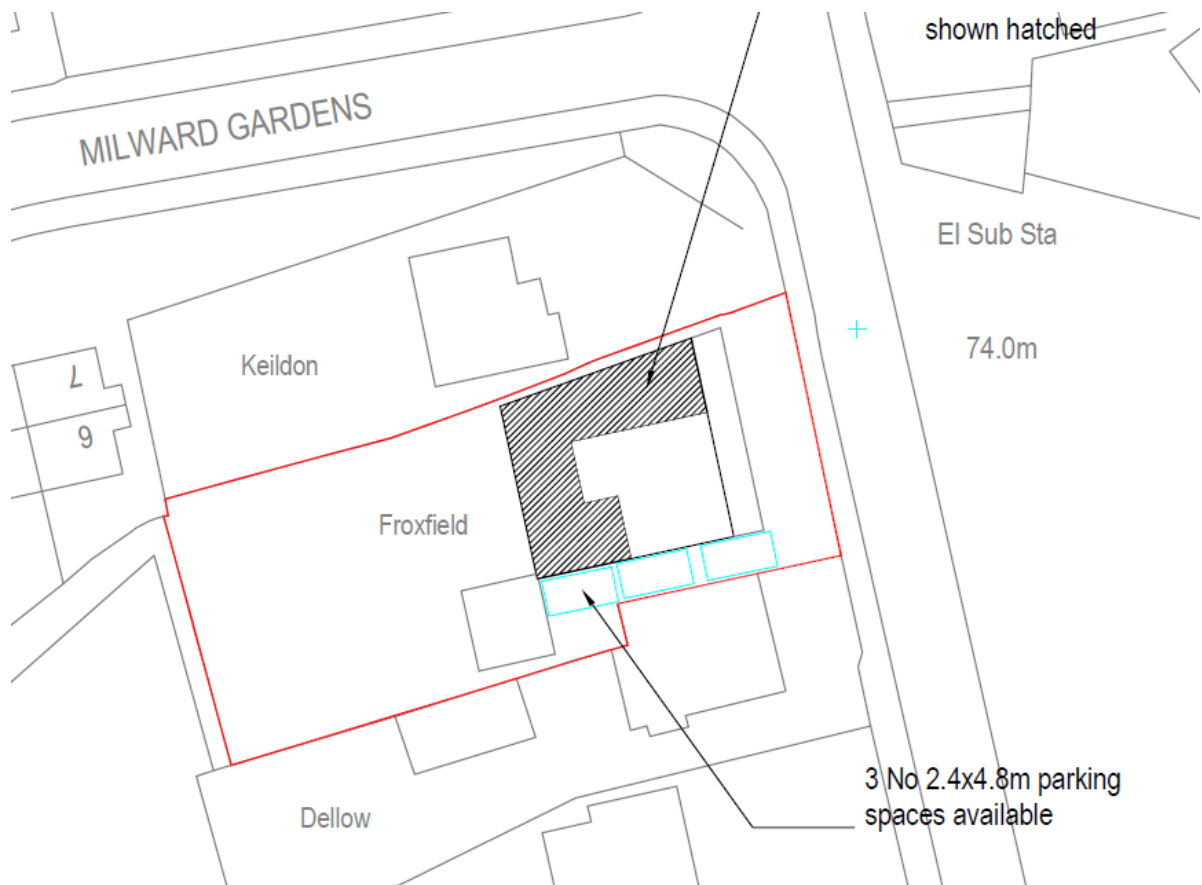 shown hatched
MILWARD GARDENS
El Sub Sta
74.0m
Keildon
7
6
Froxfield
3 No 2.4x4.8m parking
spaces available
Dellow